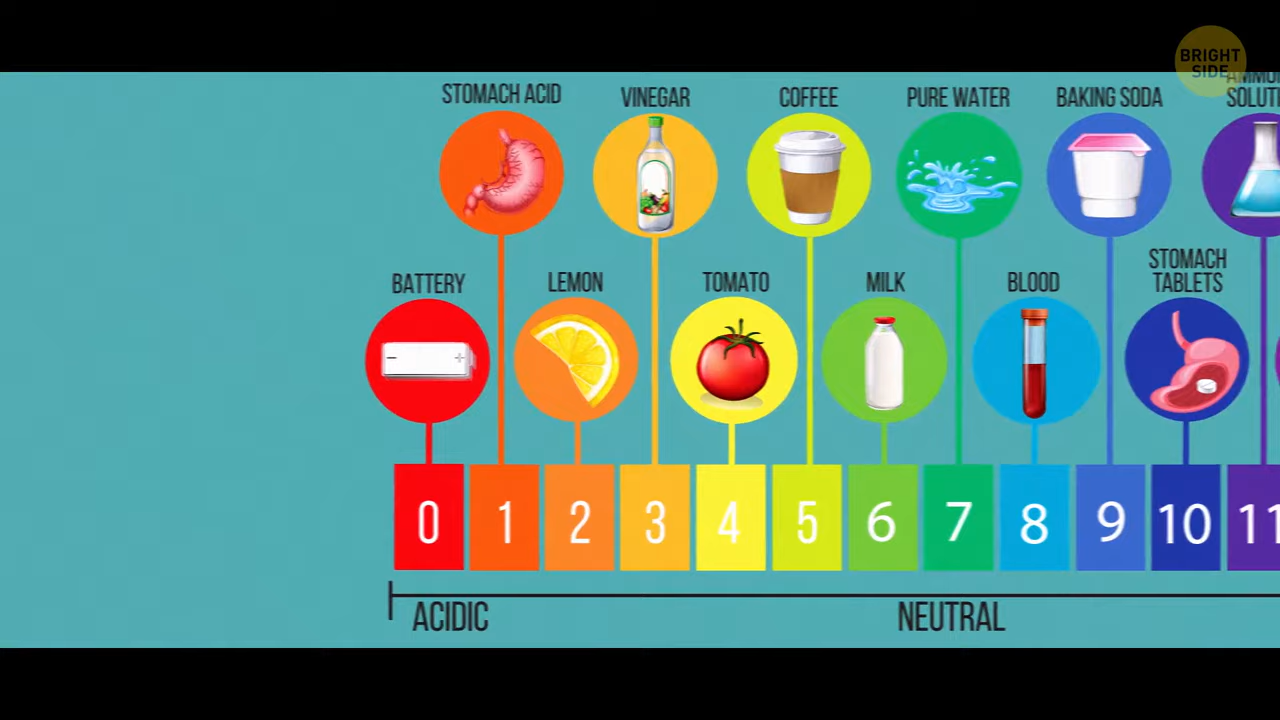 BRIGHT
SIDE
STOMACH ACID
VINEGAR
COFFEE
PURE WATER
BAKING SODA
BATTERY
LEMON
TOMATO
MILK
BLOOD
STOMACH
TABLETS
0 1 2 3 4 5 6 7 8 9 10 11
ACIDIC
NEUTRAL